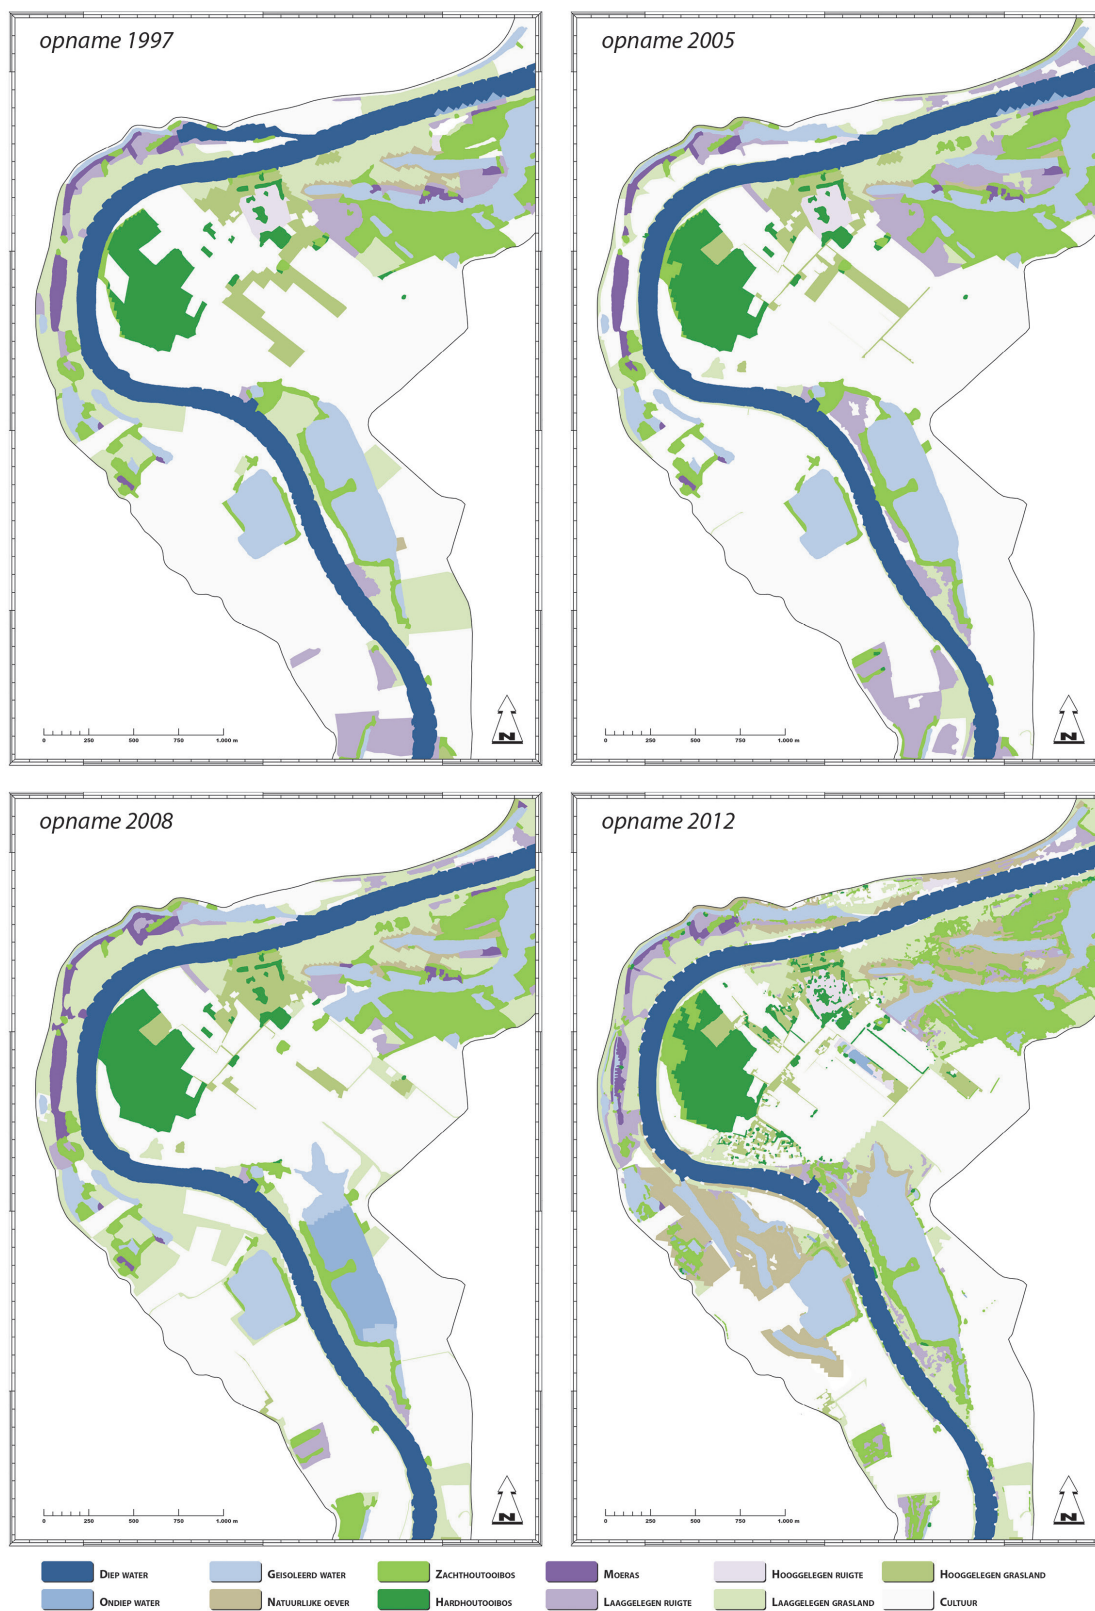 opname 1997
opname 2005
N
0 250 500 750 1.000 m
N
0 250 500 750 1.000 m
opname 2008
opname 2012
N
0 250 500 750 1.000 m
N
0 250 500 750 1.000 m
DIEP WATER
GEISOLEERD WATER
ZACHTHOUTOOIBOS
MOERAS
HOOGGELEGEN RUIGTE
HOOGGELEGEN GRASLAND
ONDIEP WATER
NATUURLIJKE OEVER
HARDHOUTOOIBOS
LAAGGELEGEN RUIGTE
LAAGGELEGEN GRASLAND
CULTUUR